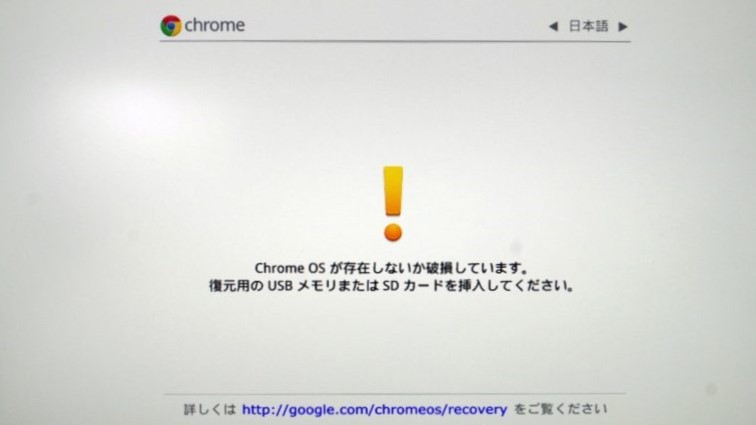 chrome
◀ 日本語 ▶
!
Chrome OS が存在しないか破損しています。
復元用の USB メモリまたは SD カードを挿入してください。
詳しくは http://google.com/chromeos/recovery をご覧ください